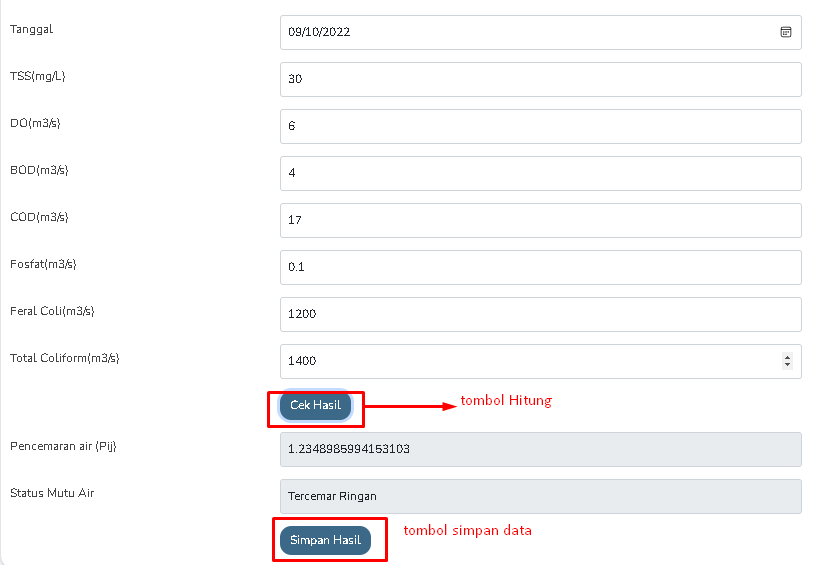 Tanggal
09/10/2022
TSS(mg/L)
30
DO(m3/s)
6
BOD(m3/s)
4
COD(m3/s)
17
Fosfat(m3/s)
0.1
Feral Coli(m3/s)
1200
Total Coliform(m3/s)
1400
Cek Hasil
tombol Hitung
Pencemaran air (Pij)
1.2348985994153103
Status Mutu Air
Tercemar Ringan
Simpan Hasil
tombol simpan data